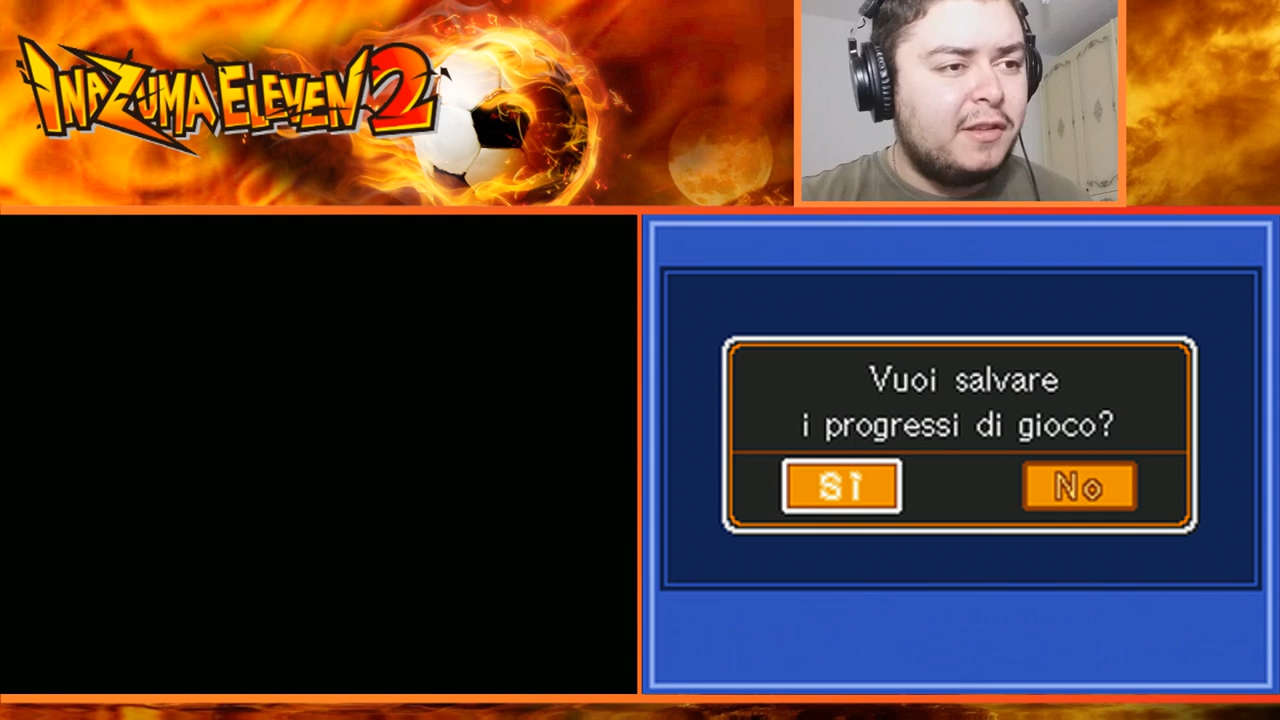 INAZUMA ELEVEN 2
Vuoi salvare
i progressi di gioco?
Sì
No